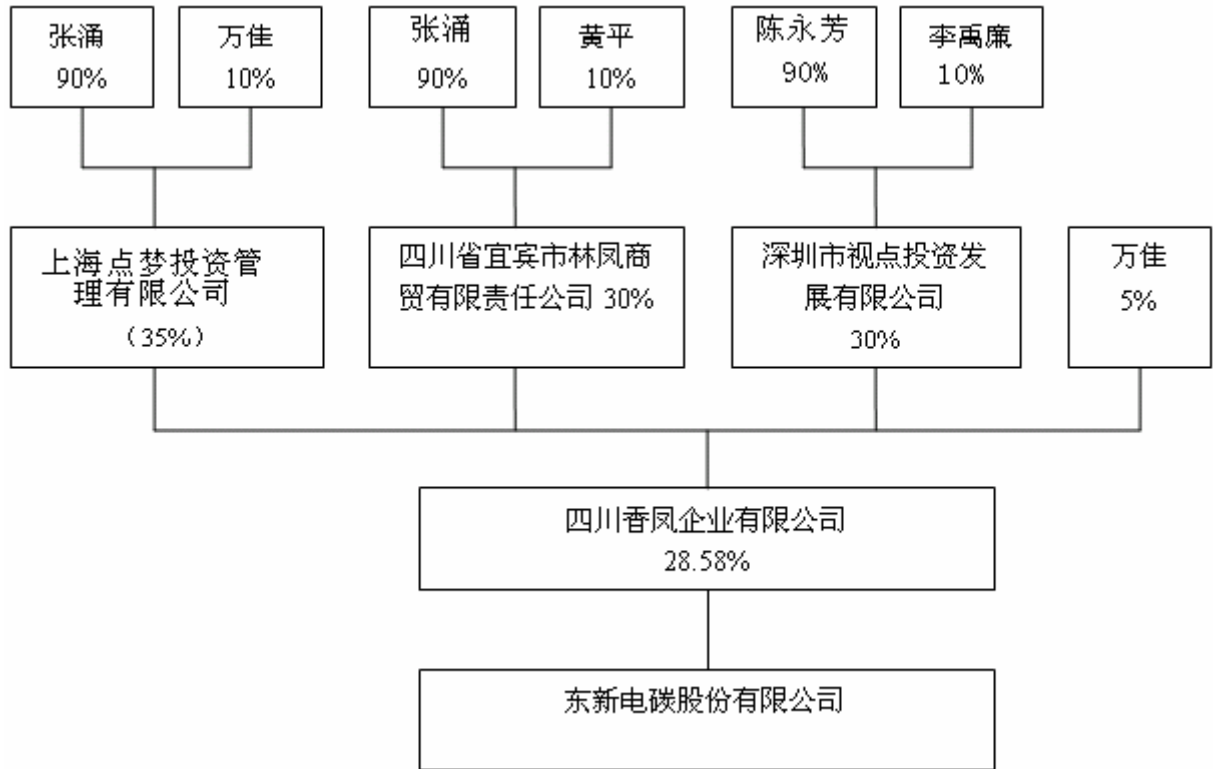 张涌
90%
万佳
10%
张涌
90%
黄平
10%
陈永芳
90%
李禹廉
10%
上海点梦投资管
理有限公司
（35%）
四川省宜宾市林凤商
贸有限责任公司 30%
深圳市视点投资发
展有限公司
30%
万佳
5%
四川香凤企业有限公司
28.58%
东新电碳股份有限公司